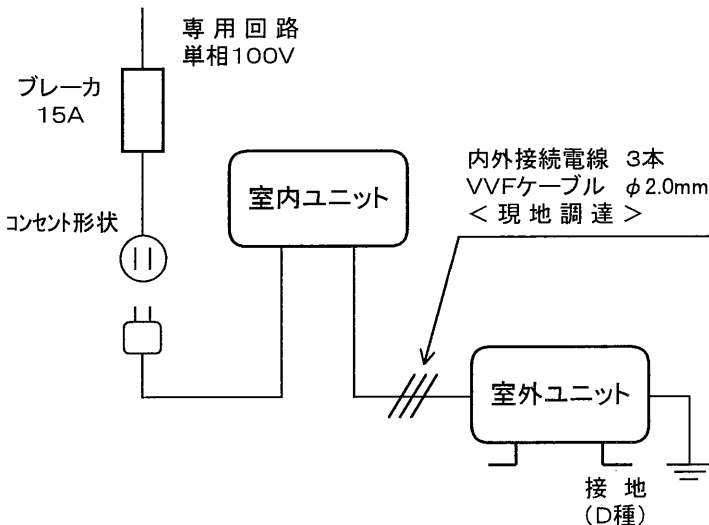 専用回路
単相100V
ブレーカ
15A
コンセント形状
室内ユニット
内外接続電線 3本
VVFケーブル φ2.0mm
<現地調達>
室外ユニット
接地
(D種)